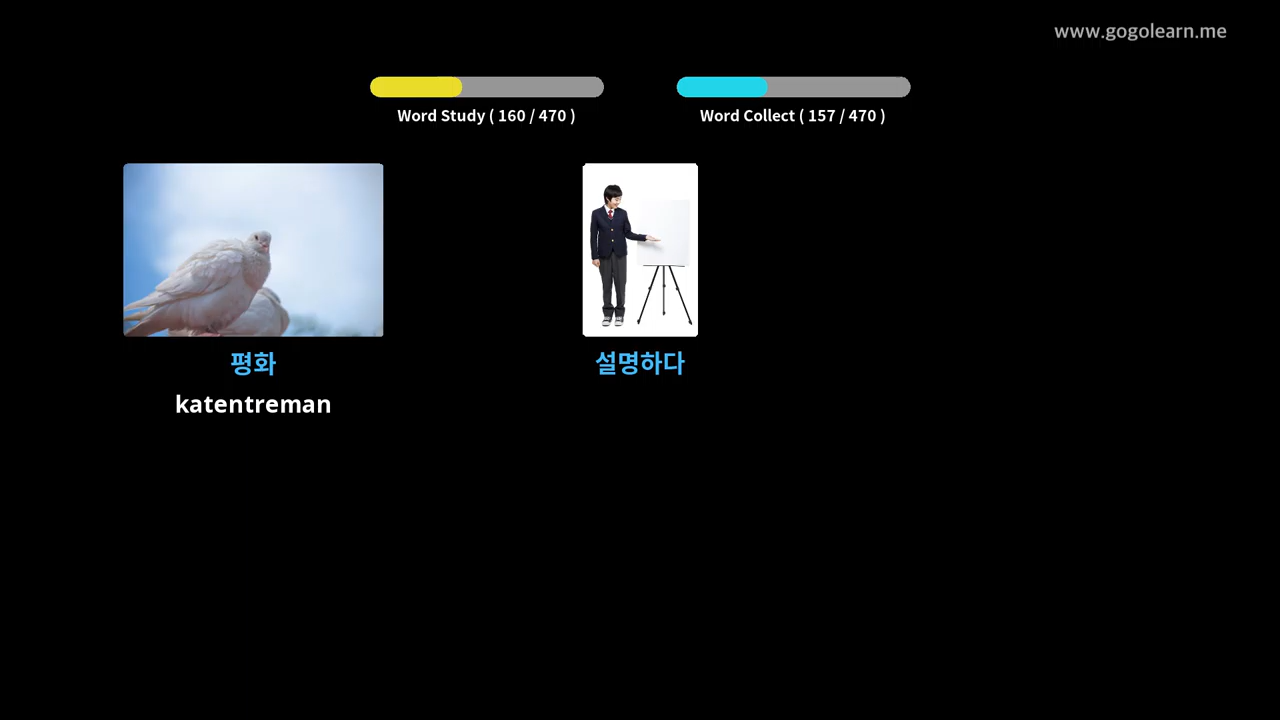 www.gogolearn.me
Word Study ( 160 / 470 )
Word Collect ( 157 / 470 )
평화
katentreman
설명하다